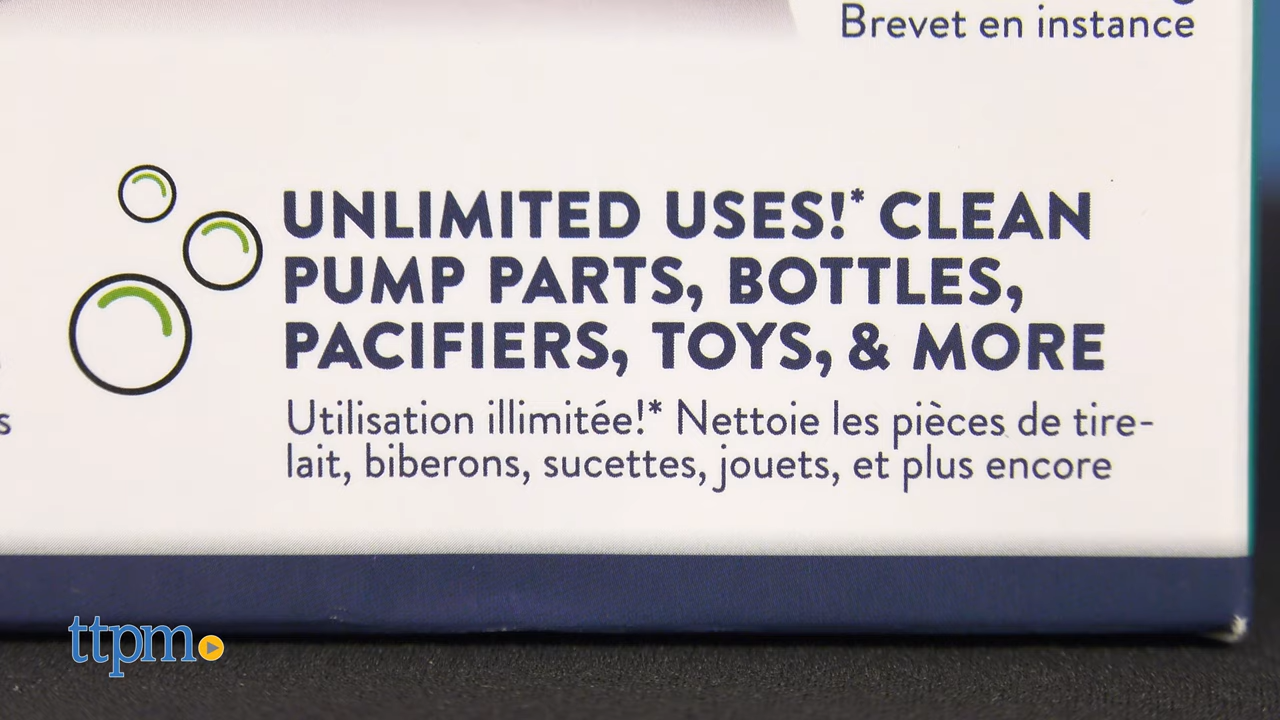 Brevet en instance
UNLIMITED USES!* CLEAN
PUMP PARTS, BOTTLES,
PACIFIERS, TOYS, & MORE
Utilisation illimitée!* Nettoie les pièces de tire-
lait, biberons, sucettes, jouets, et plus encore
ttpm